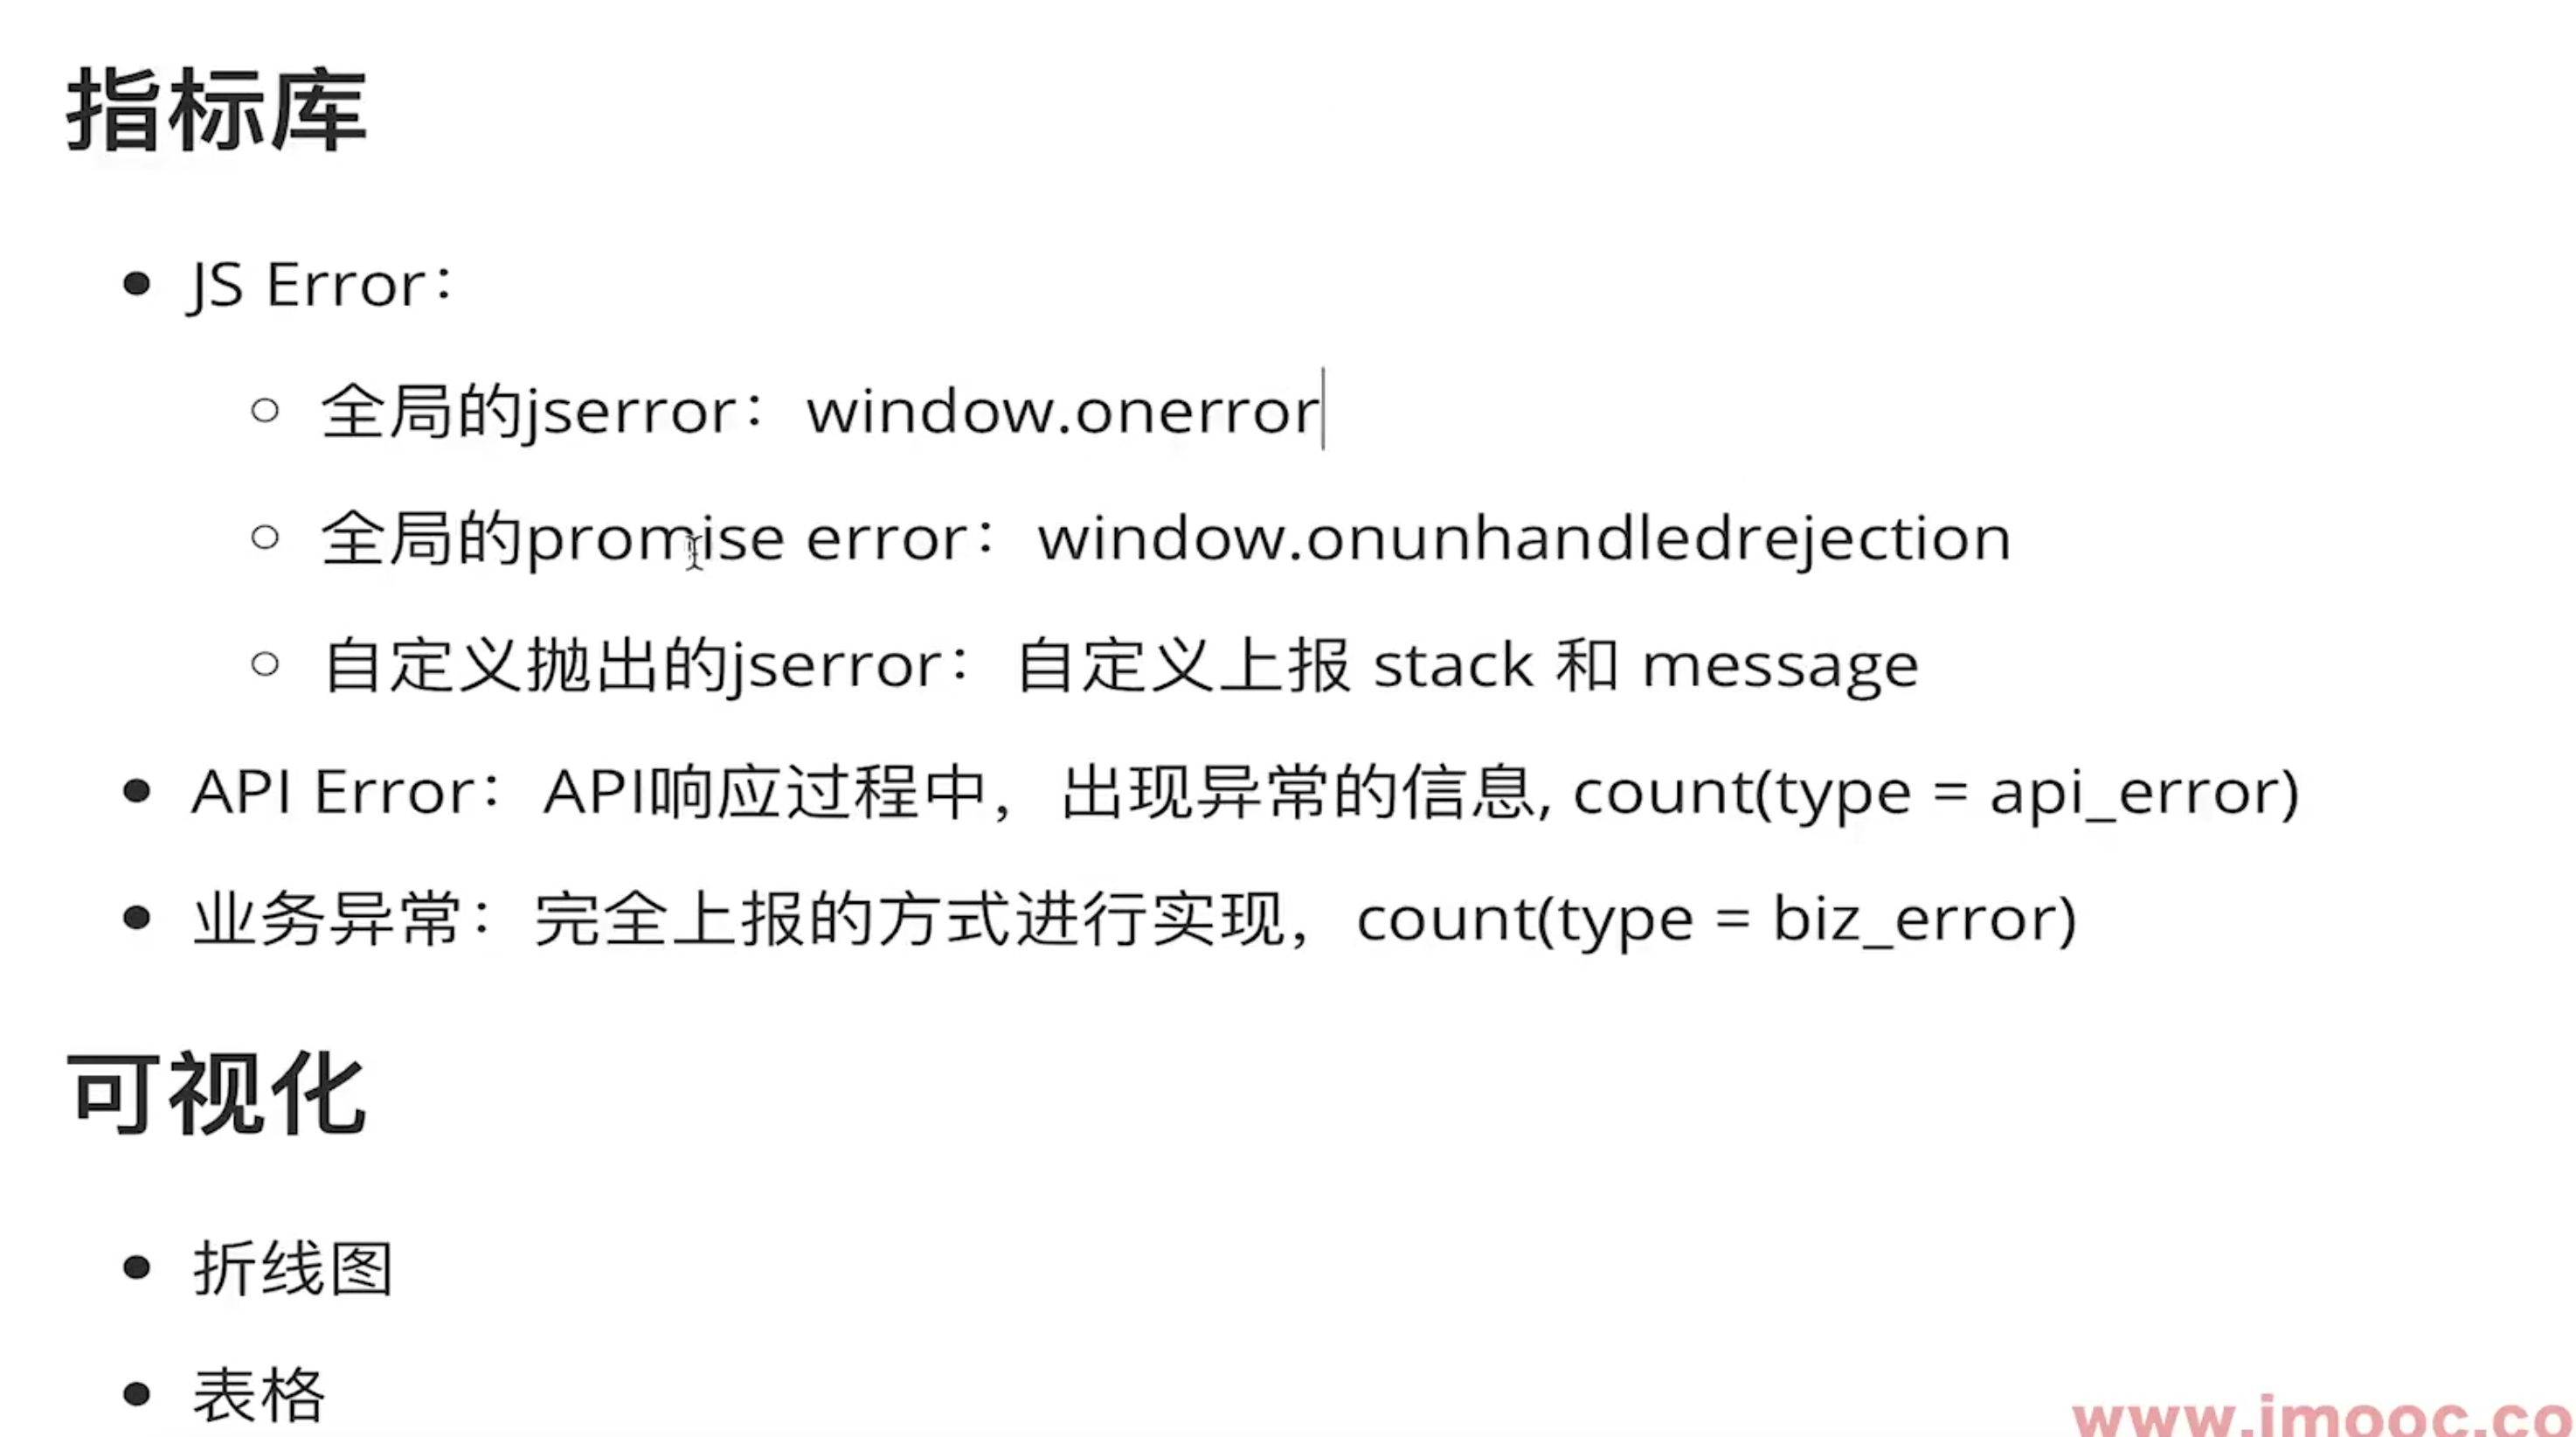 指标库
JS Error：
全局的jserror：window.onerror
全局的promise error：window.onunhandledrejection
自定义抛出的jserror：自定义上报 stack 和 message
API Error：API响应过程中，出现异常的信息, count(type = api_error)
业务异常：完全上报的方式进行实现，count(type = biz_error)
可视化
折线图
表格
www.imooc.co